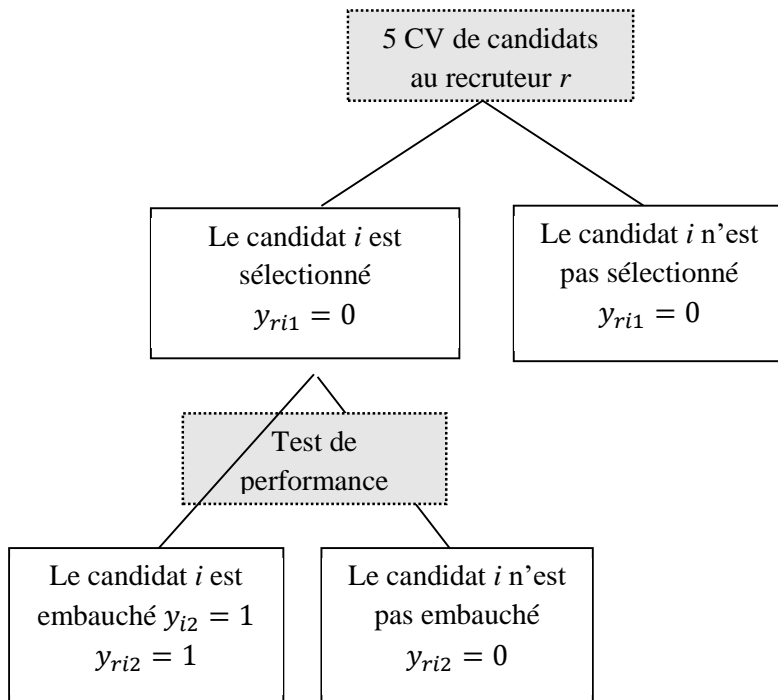 5 CV de candidats
au recruteur r
Le candidat i est
sélectionné
y_{ri1} = 0
Le candidat i n’est
pas sélectionné
y_{ri1} = 0
Test de
performance
Le candidat i est
embauché y_{i2} = 1
y_{ri2} = 1
Le candidat i n’est
pas embauché
y_{ri2} = 0